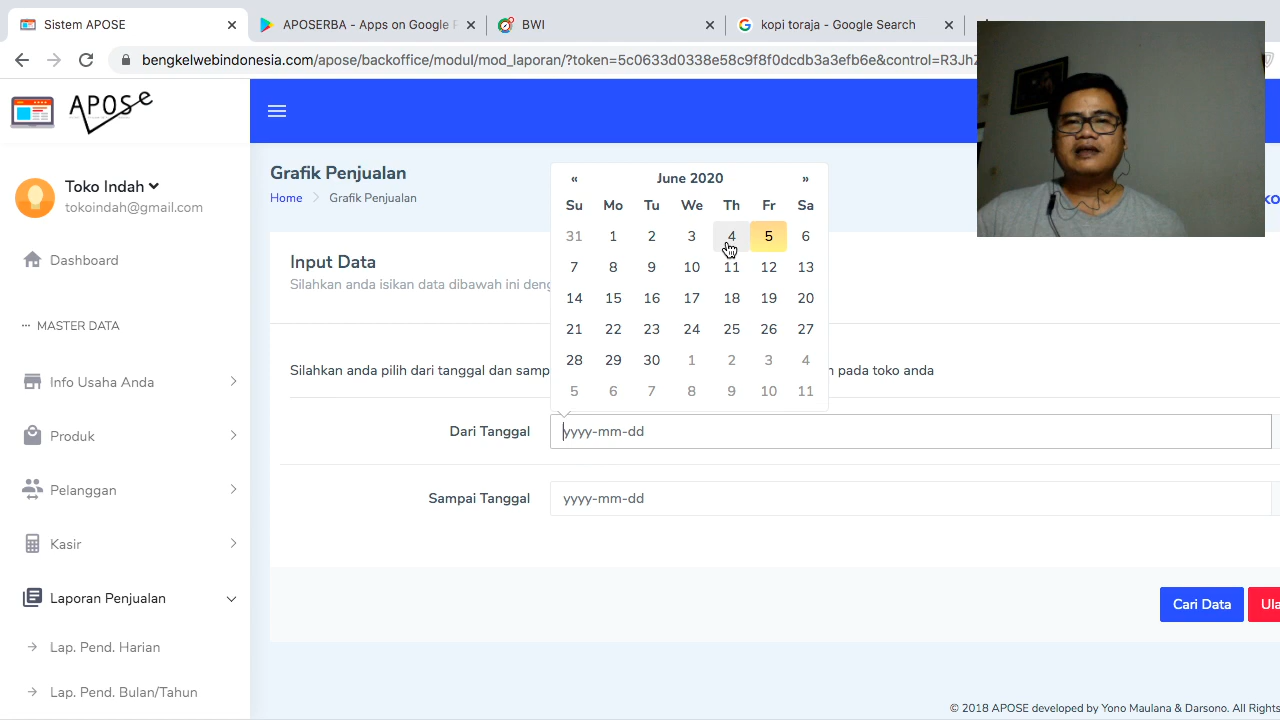 Sistem APOSE
APOSERBA - Apps on Google P
BWI
kopi toraja - Google Search
bengelwebindonesia.com/apose/backoffice/modul/mod_laporan/?token=5c0633d0338e58c9f8f0dcdb3a3efb6e&control=R3JhZ
APOSE
Toko Indah
tokoindah@gmail.com
Dashboard
MASTER DATA
Info Usaha Anda
Produk
Pelanggan
Kasir
Laporan Penjualan
Lap. Pend. Harian
Lap. Pend. Bulan/Tahun
Grafik Penjualan
Home > Grafik Penjualan
Input Data
Silahkan anda isikan data dibawah ini deng
« June 2020 »
Su Mo Tu We Th Fr Sa
31 1 2 3 4 5 6
7 8 9 10 11 12 13
14 15 16 17 18 19 20
21 22 23 24 25 26 27
28 29 30 1 2 3 4
5 6 7 8 9 10 11
Silahkan anda pilih dari tanggal dan samp
n pada toko anda
Dari Tanggal yyyy-mm-dd
Sampai Tanggal yyyy-mm-dd
Cari Data Ula
© 2018 APOSE developed by Yono Maulana & Darsono. All Rights